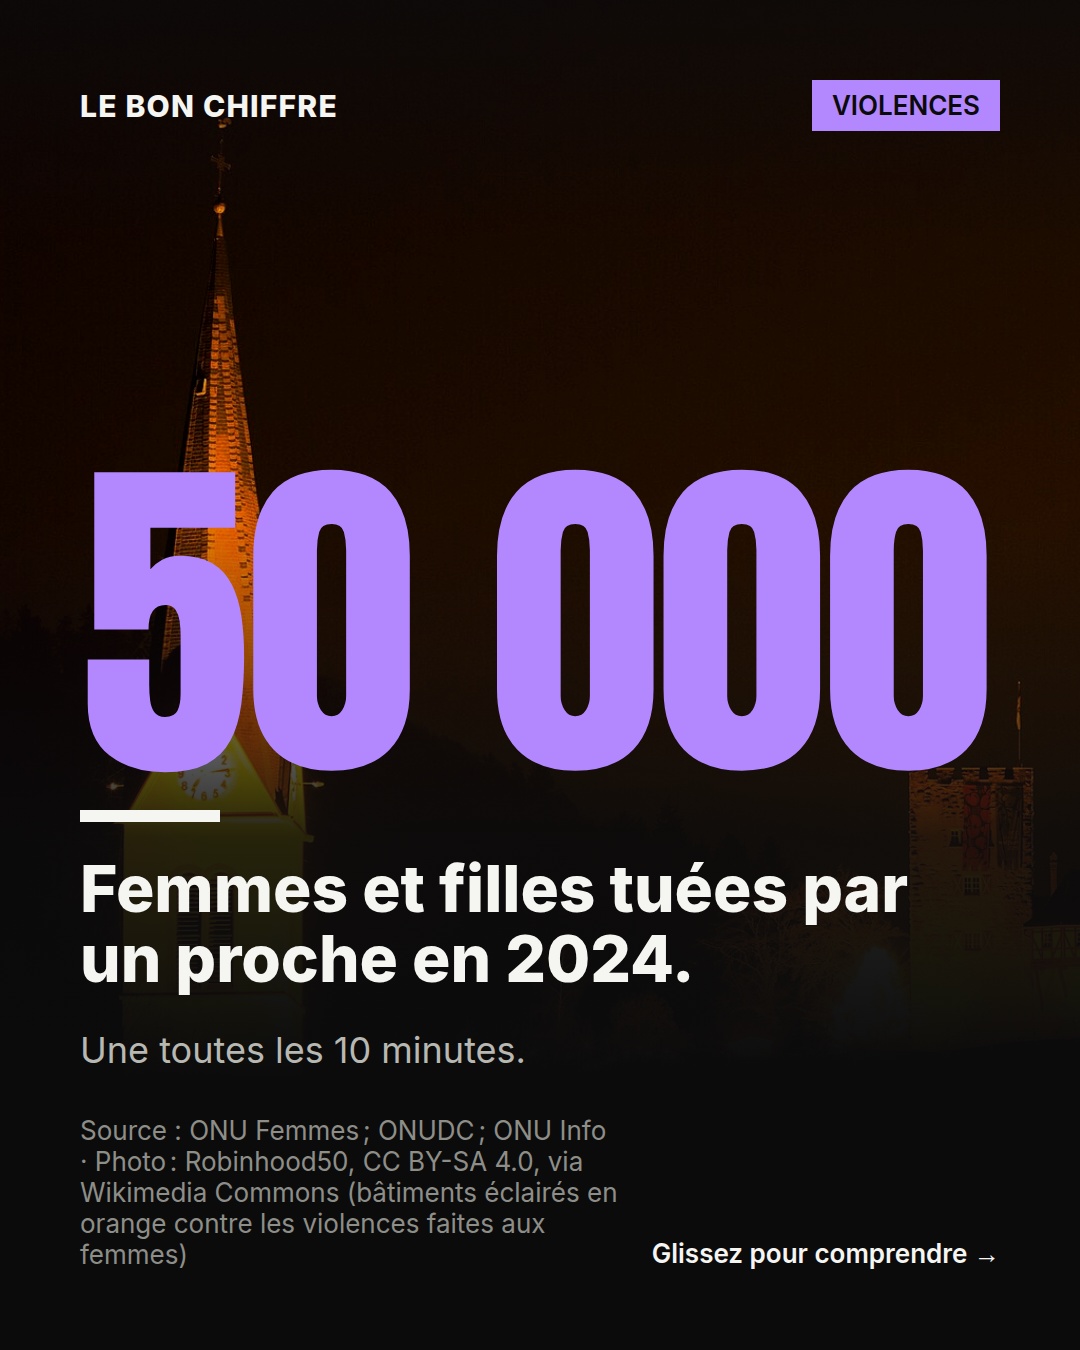 LE BON CHIFFRE
VIOLENCES
50 000
Femmes et filles tuées par
un proche en 2024.
Une toutes les 10 minutes.
Source : ONU Femmes ; ONUDC ; ONU Info
· Photo : Robinhood50, CC BY-SA 4.0, via
Wikimedia Commons (bâtiments éclairés en
orange contre les violences faites aux
femmes)
Glissez pour comprendre →